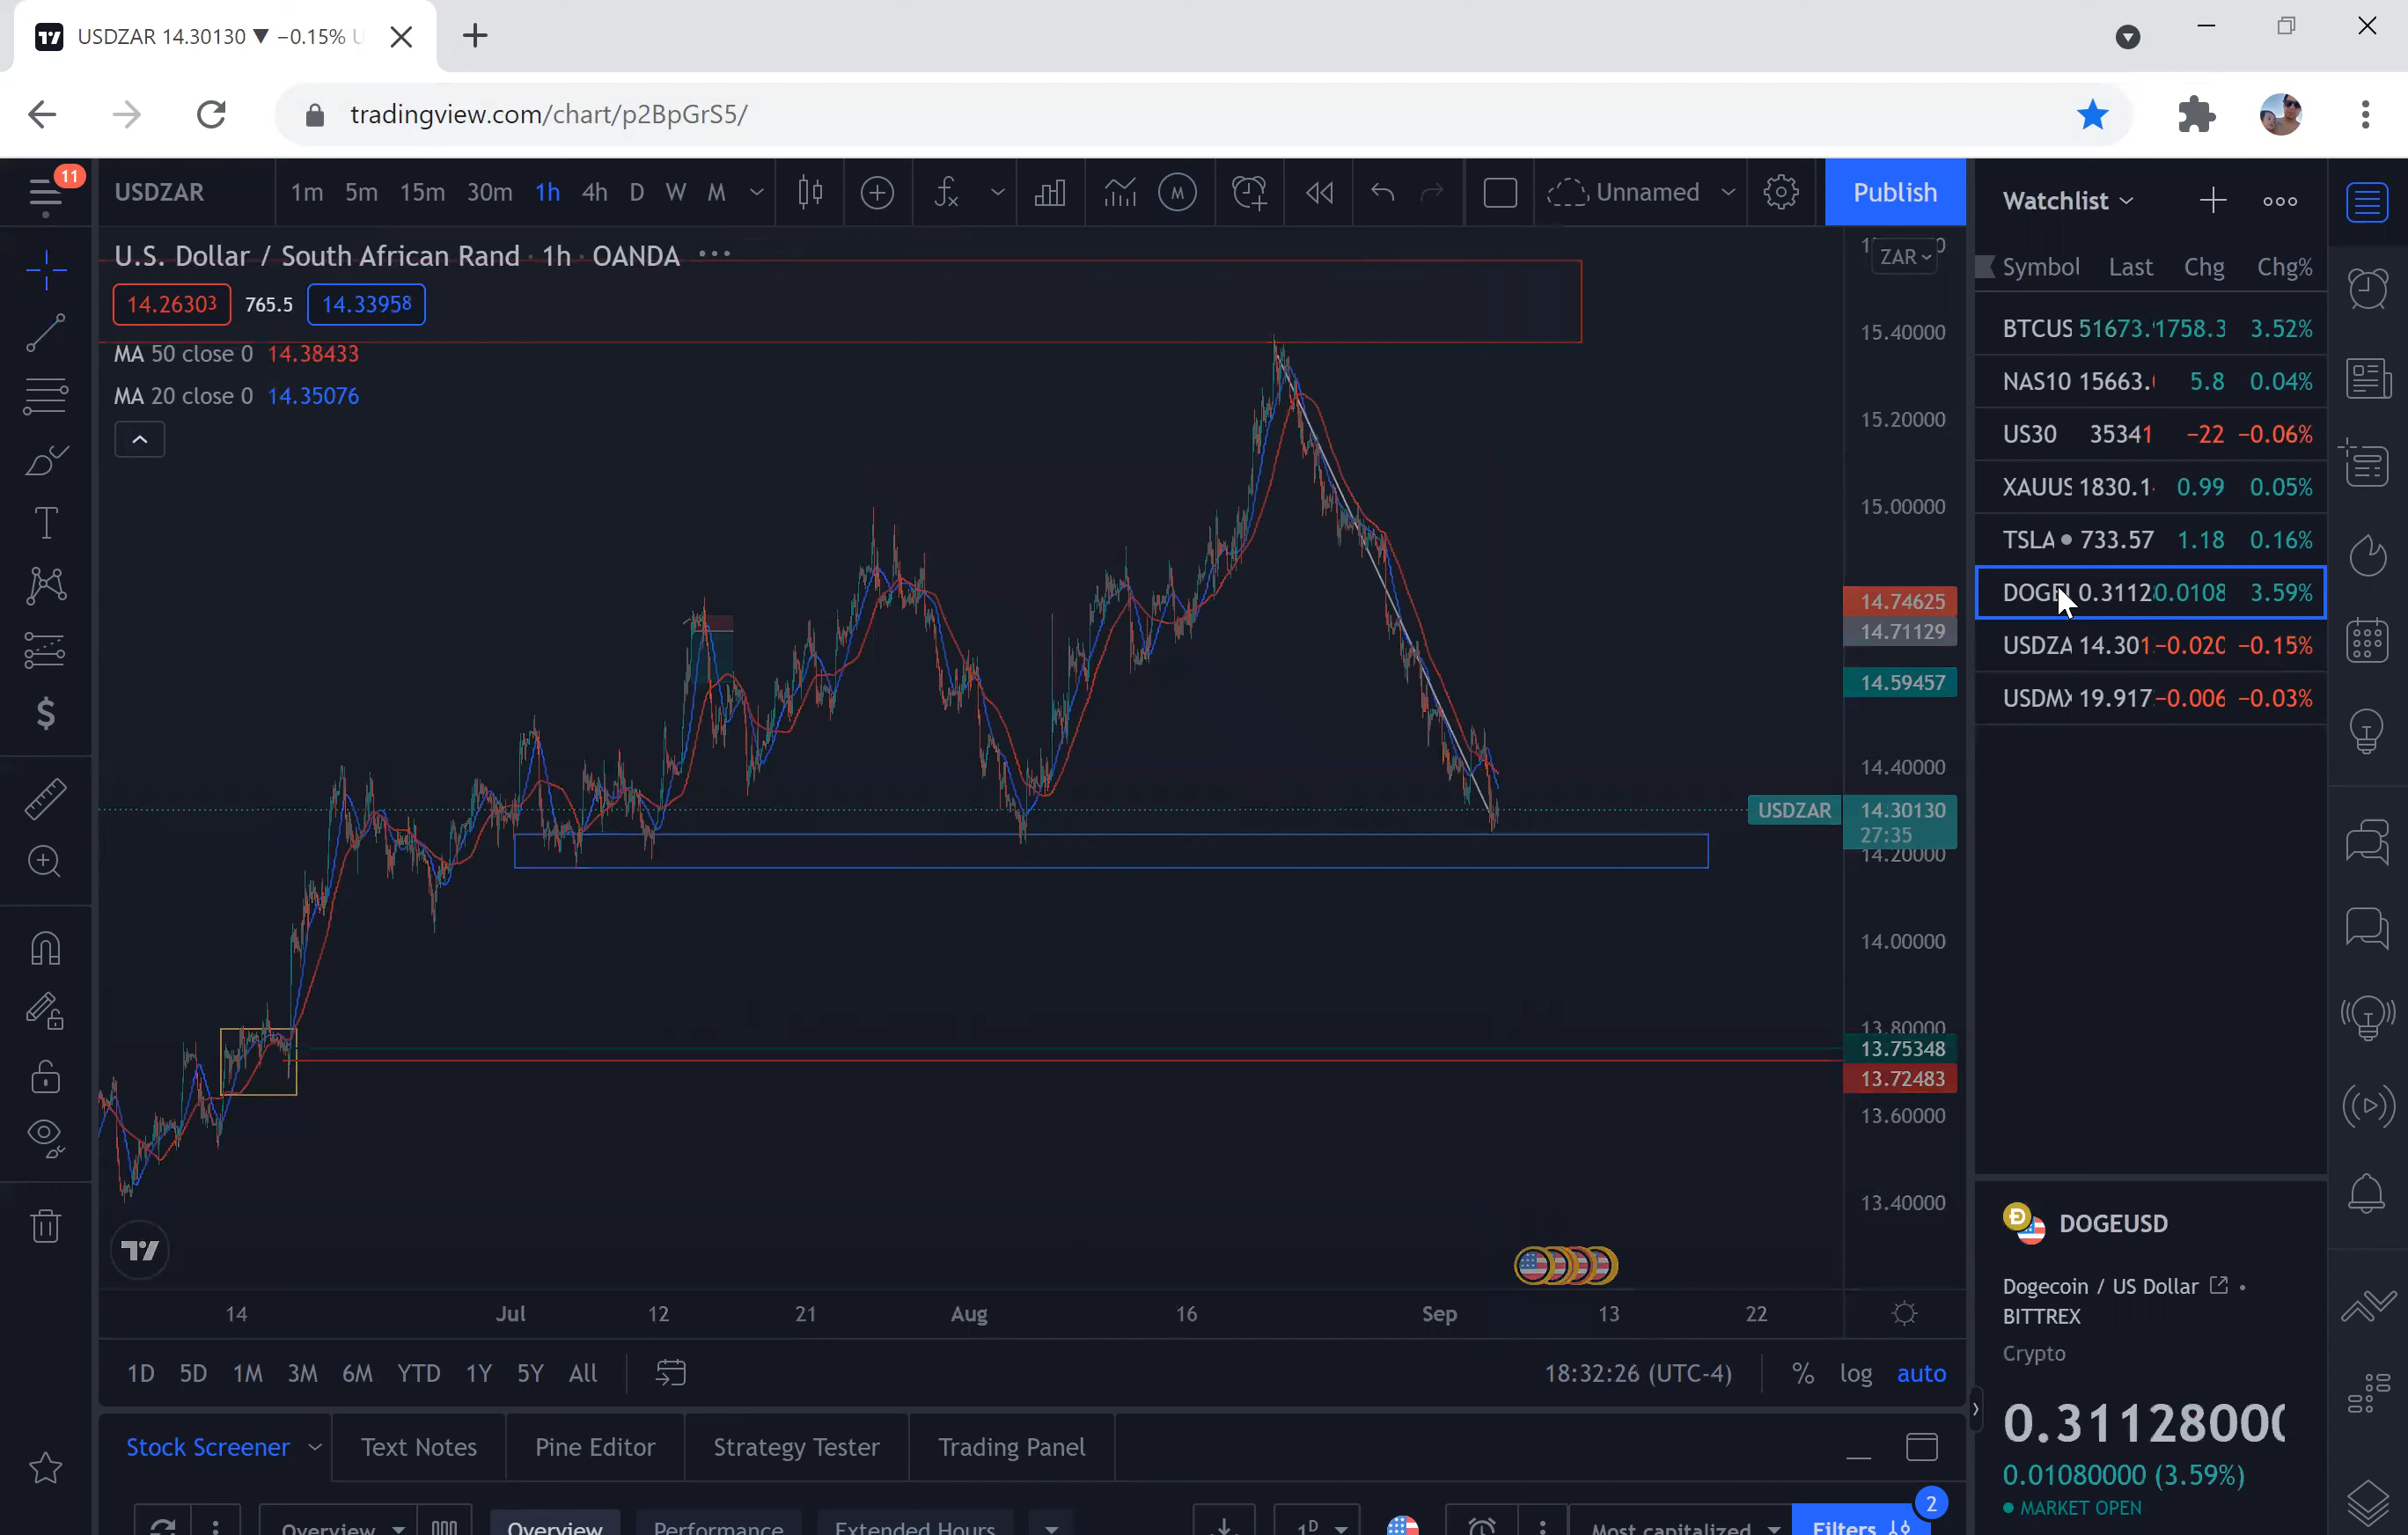 USDZAR 14.30130 ▼ −0.15% U
tradingview.com/chart/p2BpGrS5/
11
USDZAR 1m 5m 15m 30m 1h 4h D W M
M
Unnamed
Publish
U.S. Dollar / South African Rand · 1h · OANDA
14.26303 765.5 14.33958
MA 50 close 0 14.38433
MA 20 close 0 14.35076
ZAR
15.40000
15.20000
15.00000
14.74625
14.71129
14.59457
14.40000
USDZAR 14.30130
27:35
14.20000
14.00000
13.80000
13.75348
13.72483
13.60000
13.40000
14 Jul 12 21 Aug 16 Sep 13 22
1D 5D 1M 3M 6M YTD 1Y 5Y All
18:32:26 (UTC-4) % log auto
Stock Screener Text Notes Pine Editor Strategy Tester Trading Panel
Overview Overview Performance Extended Hours 1D Most capitalized Filters 2
Watchlist
Symbol Last Chg Chg%
BTCUS 51673. 1758.3 3.52%
NAS10 15663. 5.8 0.04%
US30 35341 −22 −0.06%
XAUUS 1830.1 0.99 0.05%
TSLA 733.57 1.18 0.16%
DOGE 0.3112 0.0108 3.59%
USDZA 14.301 −0.020 −0.15%
USDMX 19.917 −0.006 −0.03%
DOGEUSD
Dogecoin / US Dollar
BITTREX
Crypto
0.3112800
0.01080000 (3.59%)
MARKET OPEN